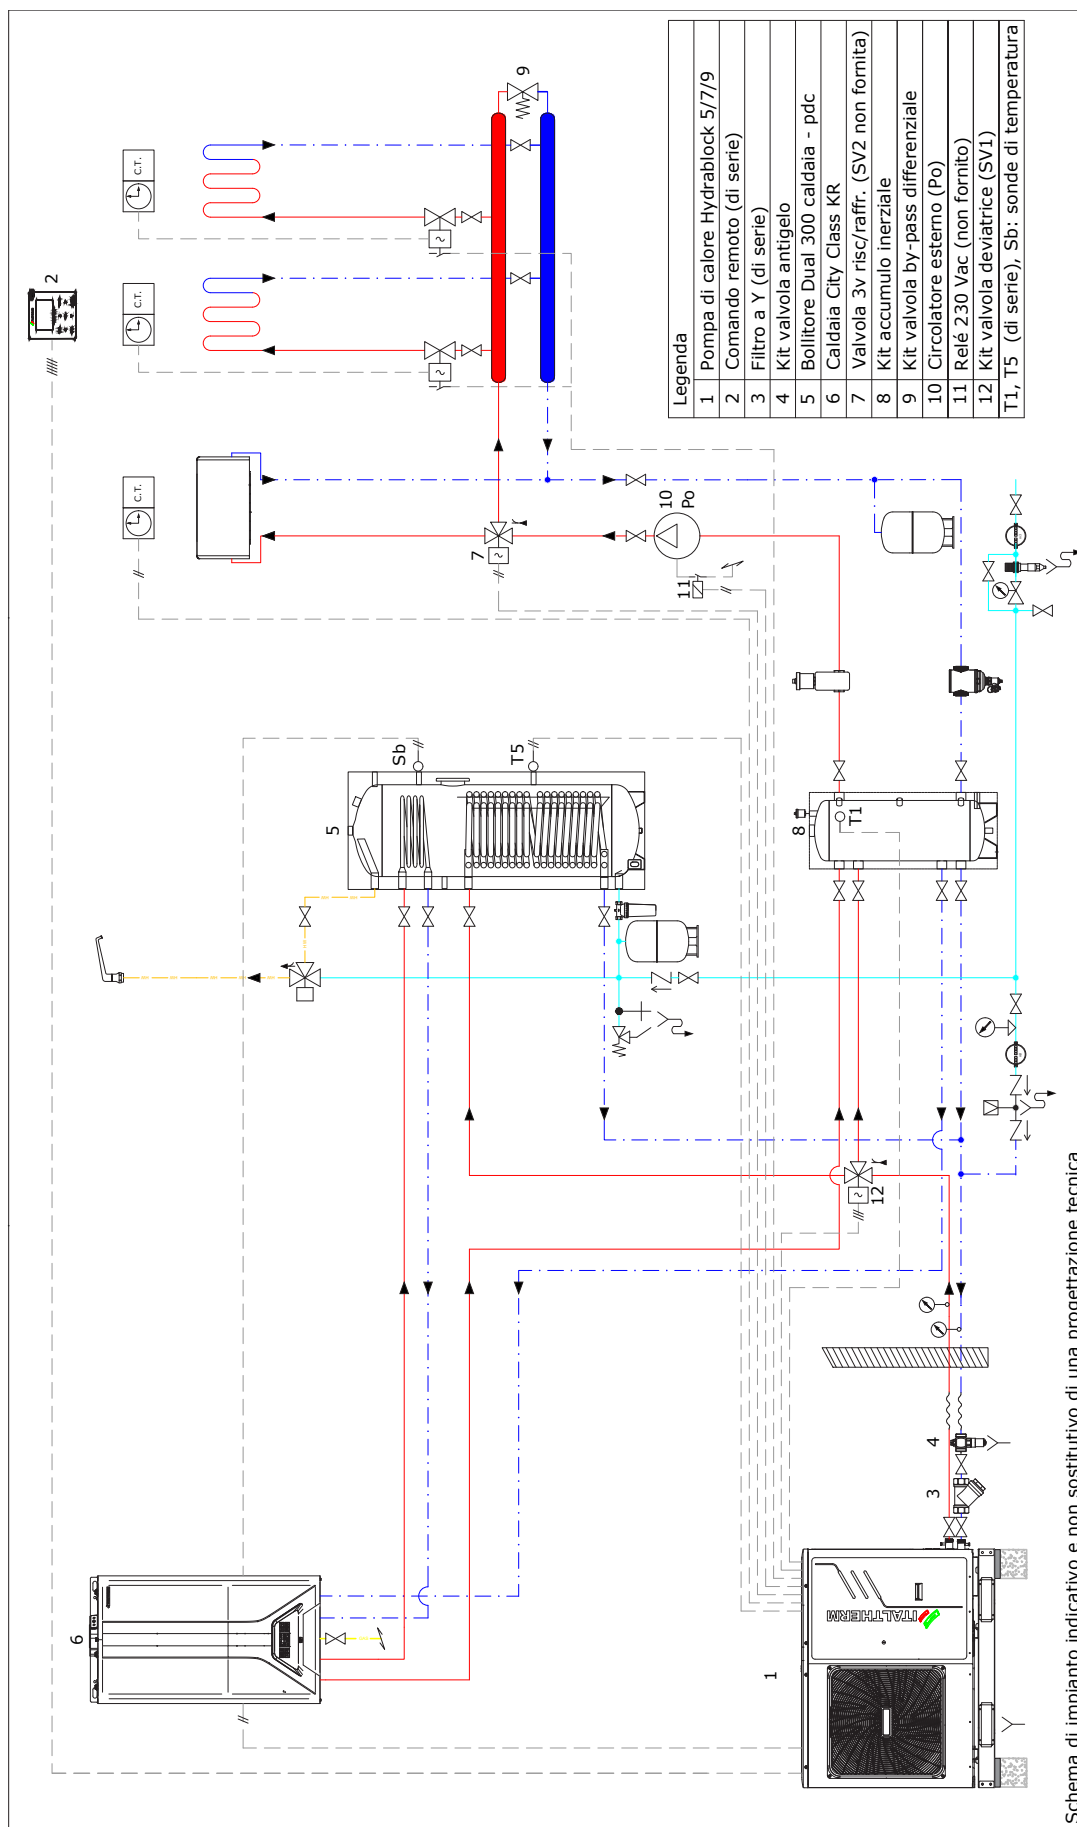 Legenda
1 Pompa di calore Hydrablock 5/7/9
2 Comando remoto (di serie)
3 Filtro a Y (di serie)
4 Kit valvola antigelo
5 Bollitore Dual 300 caldaia - pdc
6 Caldaia City Class KR
7 Valvola 3v risc/raffr. (SV2 non fornita)
8 Kit accumulo inerziale
9 Kit valvola by-pass differenziale
10 Circolatore esterno (Po)
11 Relé 230 Vac (non fornito)
12 Kit valvola deviatrice (SV1)
T1, T5 (di serie), Sb: sonde di temperatura
6
2
C.T.
C.T.
C.T.
9
5
Sb
T5
7
10
Po
11
8
T1
12
1
3
4
ITALTHERM
Schema di impianto indicativo e non sostitutivo di una progettazione tecnica